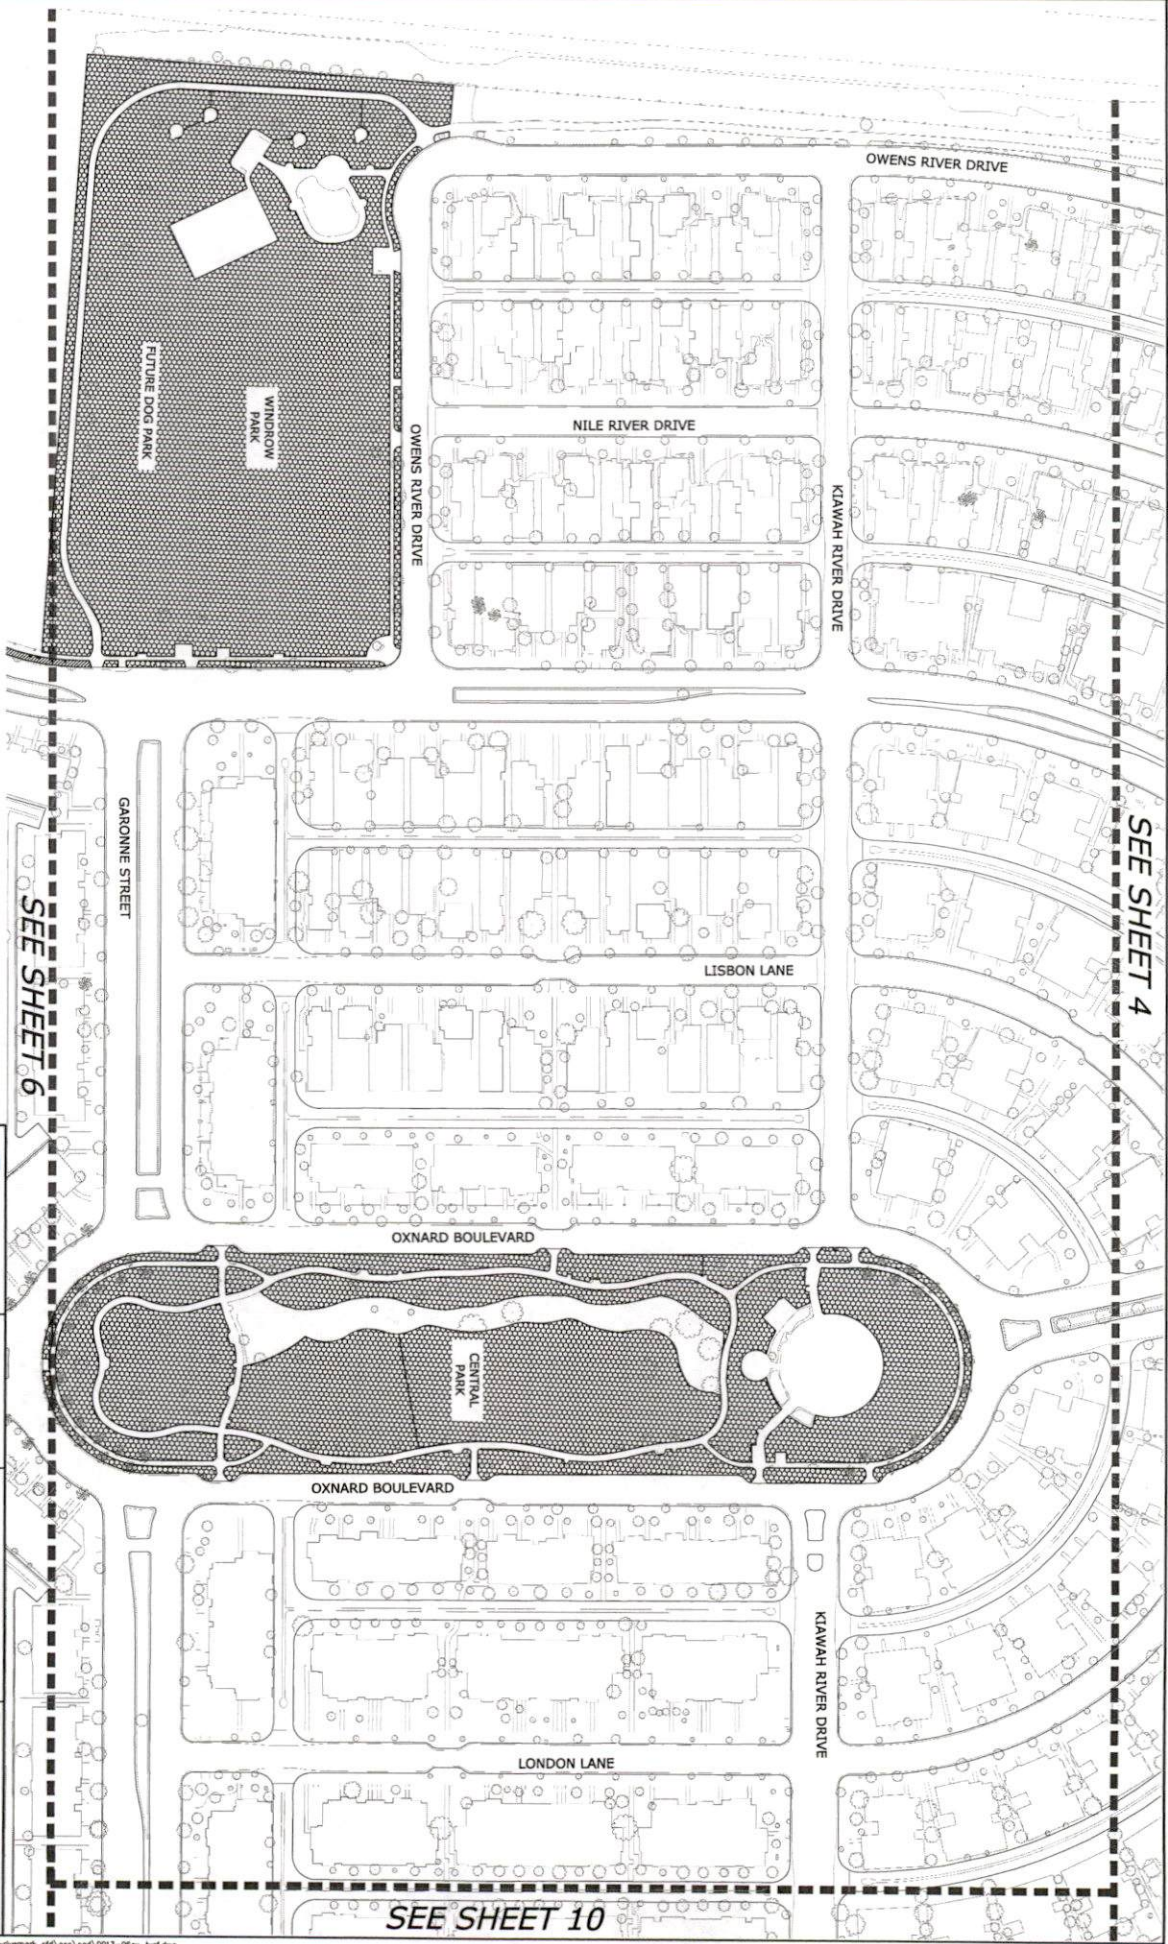 OWENS RIVER DRIVE
FUTURE DOG PARK
WINDROW
PARK
OWENS RIVER DRIVE
NILE RIVER DRIVE
KIAWAH RIVER DRIVE
SEE SHEET 4
GARONNE STREET
SEE SHEET 6
LISBON LANE
OXNARD BOULEVARD
CENTRAL
PARK
OXNARD BOULEVARD
KIAWAH RIVER DRIVE
LONDON LANE
SEE SHEET 10